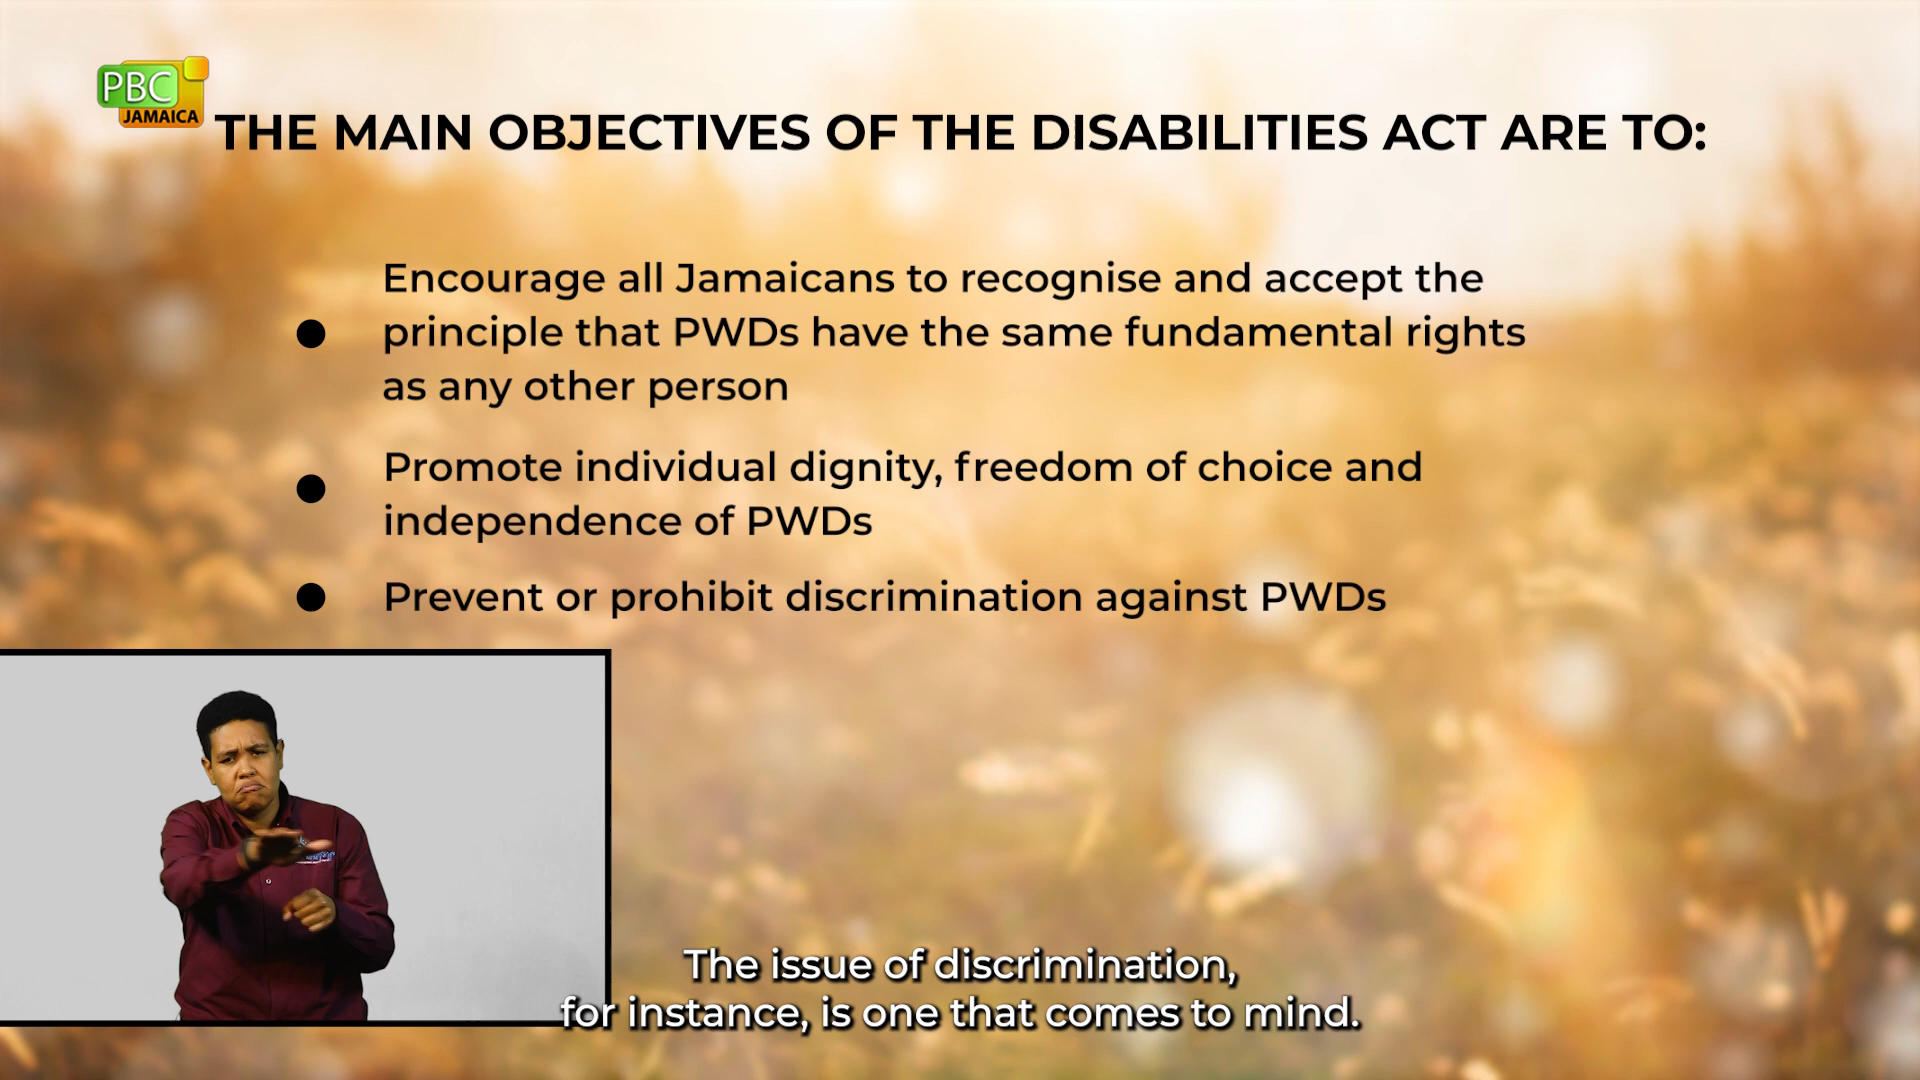 PBC
JAMAICA
THE MAIN OBJECTIVES OF THE DISABILITIES ACT ARE TO:
Encourage all Jamaicans to recognise and accept the
principle that PWDs have the same fundamental rights
as any other person
Promote individual dignity, freedom of choice and
independence of PWDs
Prevent or prohibit discrimination against PWDs
The issue of discrimination,
for instance, is one that comes to mind.